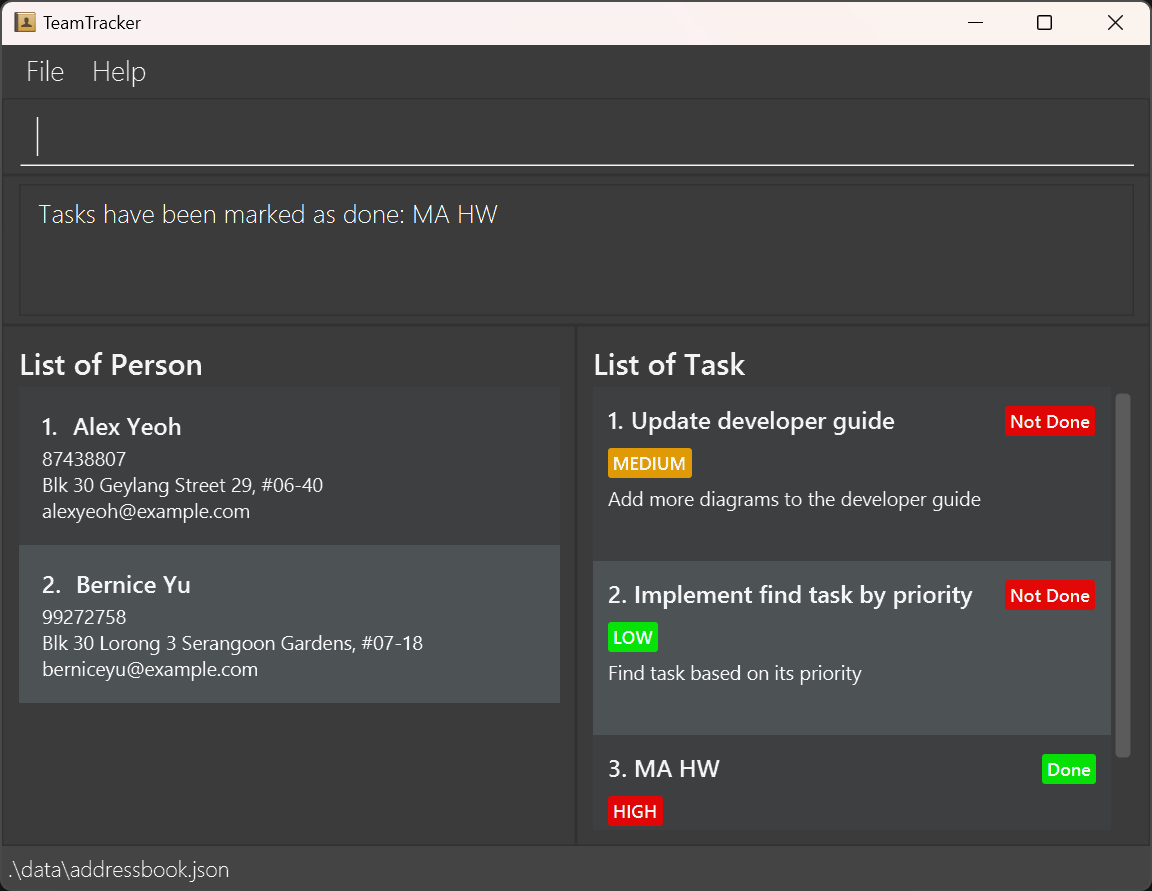 TeamTracker
File Help
Tasks have been marked as done: MA HW
List of Person
1. Alex Yeoh
87438807
Blk 30 Geylang Street 29, #06-40
alexyeoh@example.com
2. Bernice Yu
99272758
Blk 30 Lorong 3 Serangoon Gardens, #07-18
berniceyu@example.com
List of Task
1. Update developer guide Not Done
MEDIUM
Add more diagrams to the developer guide
2. Implement find task by priority Not Done
LOW
Find task based on its priority
3. MA HW Done
HIGH
.\data\addressbook.json